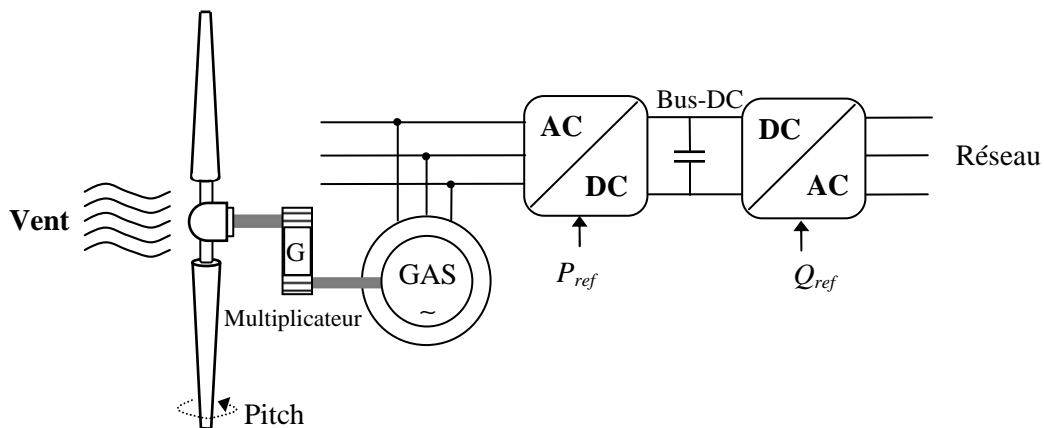 Vent
G
Multiplicateur
GAS
~
Pitch
AC
DC
Bus-DC
DC
AC
Réseau
P_ref
Q_ref